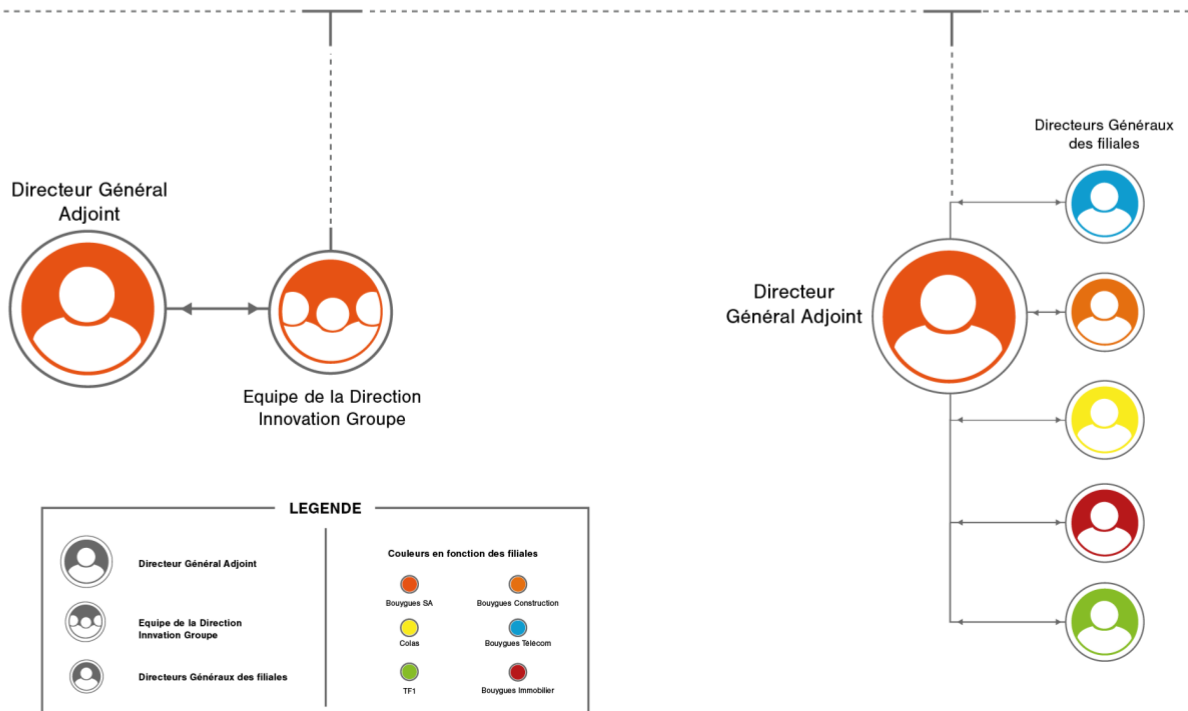 Directeurs Généraux
des filiales
Directeur Général
Adjoint
Directeur
Général Adjoint
Equipe de la Direction
Innovation Groupe
LEGENDE
Directeur Général Adjoint
Equipe de la Direction
Innvation Groupe
Directeurs Généraux des filiales
Couleurs en fonction des filiales
Bouygues SA
Bouygues Construction
Colas
Bouygues Télécom
TF1
Bouygues Immobilier